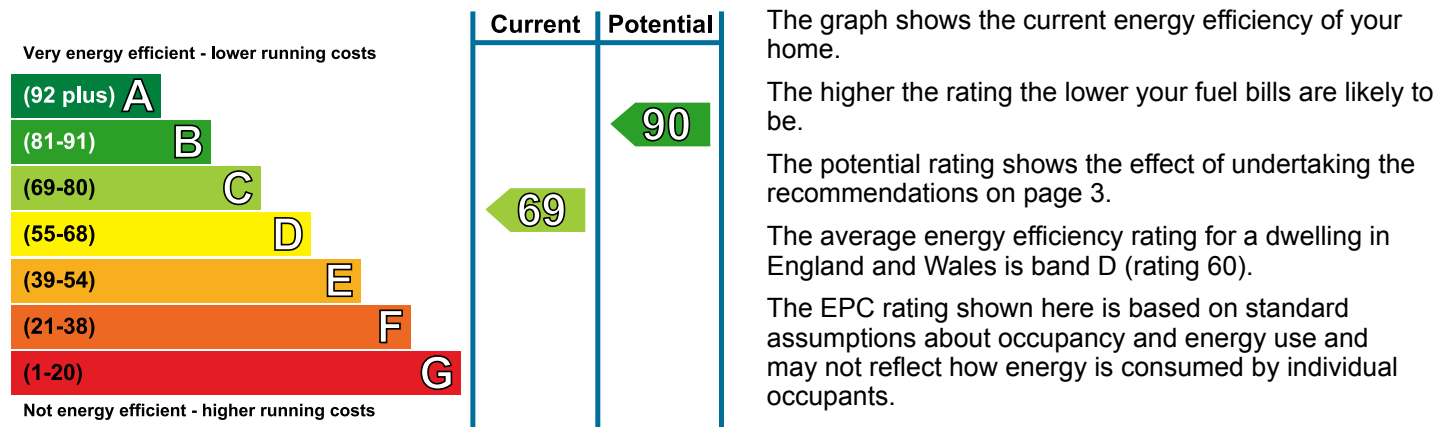 Current Potential
Very energy efficient - lower running costs
(92 plus) A
(81-91) B
(69-80) C
(55-68) D
(39-54) E
(21-38) F
(1-20) G
Not energy efficient - higher running costs
69
90
The graph shows the current energy efficiency of your
home.
The higher the rating the lower your fuel bills are likely to
be.
The potential rating shows the effect of undertaking the
recommendations on page 3.
The average energy efficiency rating for a dwelling in
England and Wales is band D (rating 60).
The EPC rating shown here is based on standard
assumptions about occupancy and energy use and
may not reflect how energy is consumed by individual
occupants.